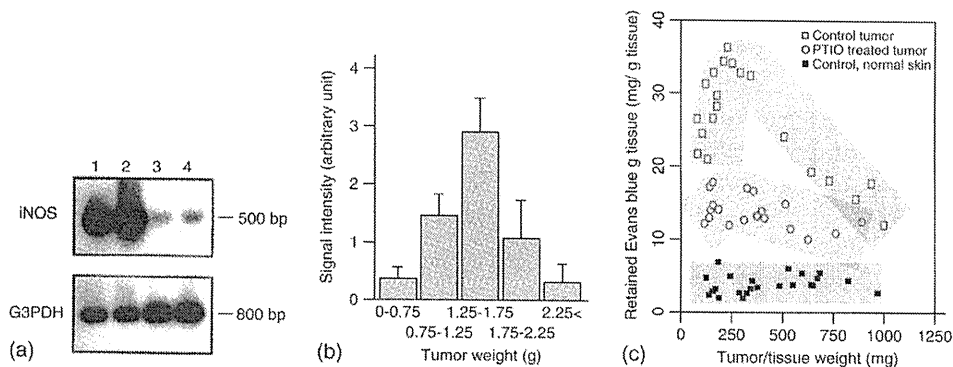 1 2 3 4
iNOS
500 bp
G3PDH
800 bp
(a)
Signal intensity (arbitrary unit)
4
3
2
1
0
0-0.75 1.25-1.75 2.25<
0.75-1.25 1.75-2.25
Tumor weight (g)
(b)
Retained Evans blue g tissue (mg/ g tissue)
40
30
20
10
0
□ Control tumor
○ PTIO treated tumor
■ Control, normal skin
0 250 500 750 1000 1250
Tumor/tissue weight (mg)
(c)